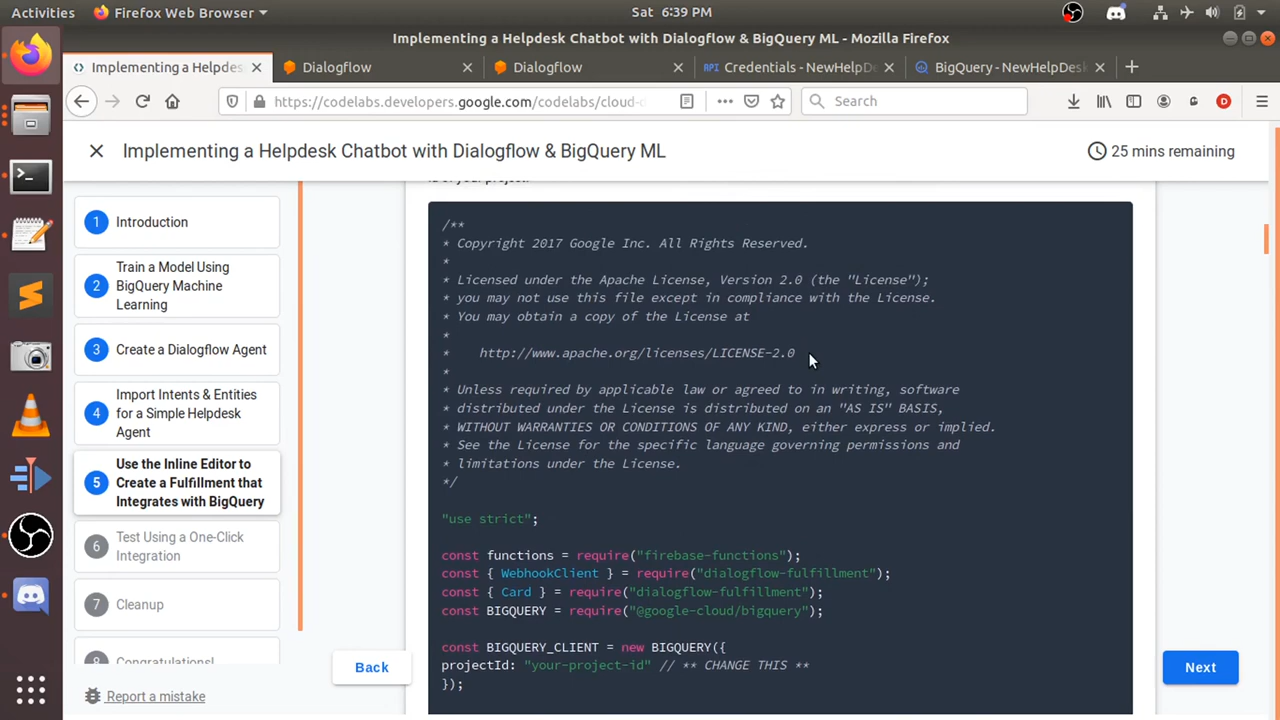 Activities
Firefox Web Browser
Sat 6:39 PM
Implementing a Helpdesk Chatbot with Dialogflow & BigQuery ML - Mozilla Firefox
Implementing a Helpdes
Dialogflow
Dialogflow
API
Credentials - NewHelpD
BigQuery - NewHelpDesk
https://codelabs.developers.google.com/codelabs/cloud-
Search
Implementing a Helpdesk Chatbot with Dialogflow & BigQuery ML
25 mins remaining
1
Introduction
2
Train a Model Using
BigQuery Machine
Learning
3
Create a Dialogflow Agent
4
Import Intents & Entities
for a Simple Helpdesk
Agent
5
Use the Inline Editor to
Create a Fulfillment that
Integrates with BigQuery
6
Test Using a One-Click
Integration
7
Cleanup
8
Congratulations!
Report a mistake
ID of your project.
/**
* Copyright 2017 Google Inc. All Rights Reserved.
*
* Licensed under the Apache License, Version 2.0 (the "License");
* you may not use this file except in compliance with the License.
* You may obtain a copy of the License at
*
* http://www.apache.org/licenses/LICENSE-2.0
*
* Unless required by applicable law or agreed to in writing, software
* distributed under the License is distributed on an "AS IS" BASIS,
* WITHOUT WARRANTIES OR CONDITIONS OF ANY KIND, either express or implied.
* See the License for the specific language governing permissions and
* limitations under the License.
*/
"use strict";
const functions = require("firebase-functions");
const { WebhookClient } = require("dialogflow-fulfillment");
const { Card } = require("dialogflow-fulfillment");
const BIGQUERY = require("@google-cloud/bigquery");
const BIGQUERY_CLIENT = new BIGQUERY({
projectId: "your-project-id" // ** CHANGE THIS **
});
Back
Next